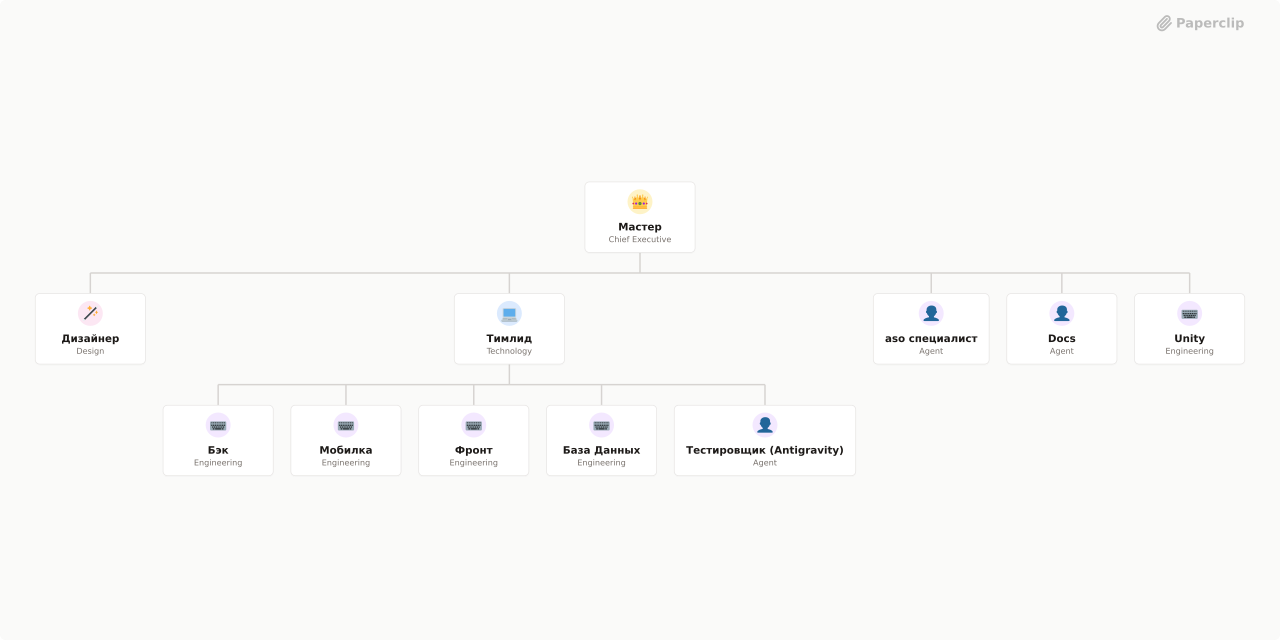 Paperclip
Мастер
Chief Executive
Дизайнер
Design
Тимлид
Technology
aso специалист
Agent
Docs
Agent
Unity
Engineering
Бэк
Engineering
Мобилка
Engineering
Фронт
Engineering
База Данных
Engineering
Тестировщик (Antigravity)
Agent